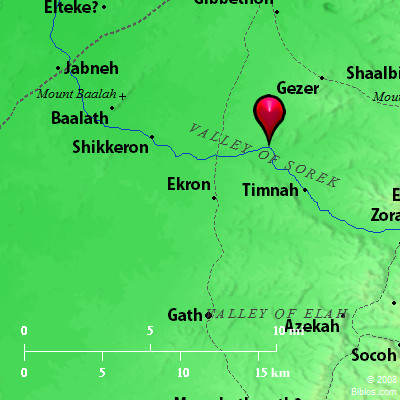 Elteke?
Gibbethon
Jabneh
Gezer
Shaalbi
Mount Baalah
Mou
Baalath
VALLEY OF SOREK
Shikkeron
Ekron
Timnah
E
Zora
Gath
VALLEY OF ELAH
Azekah
0 5 10 mi
Socoh
0 5 10 15 km
© 2008
Biblos.com